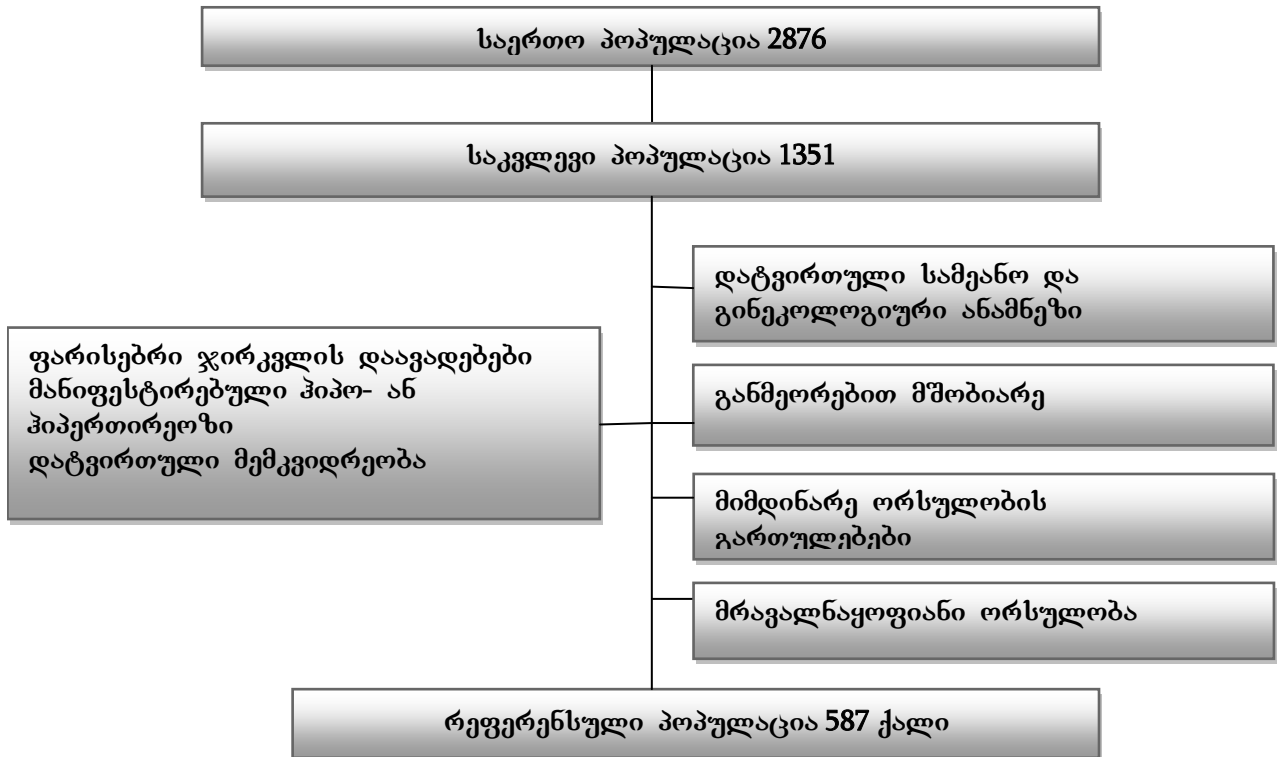 საერთო პოპულაცია 2876
საკვლევი პოპულაცია 1351
დატვირთული სამეანო და
გინეკოლოგიური ანამნეზი
ფარისებრი ჯირკვლის დაავადებები
მანიფესტირებული ჰიპო- ან
ჰიპერთირეოზი
დატვირთული მემკვიდრეობა
განმეორებით მშობიარე
მიმდინარე ორსულობის
გართულებები
მრავალნაყოფიანი ორსულობა
რეფერენსული პოპულაცია 587 ქალი